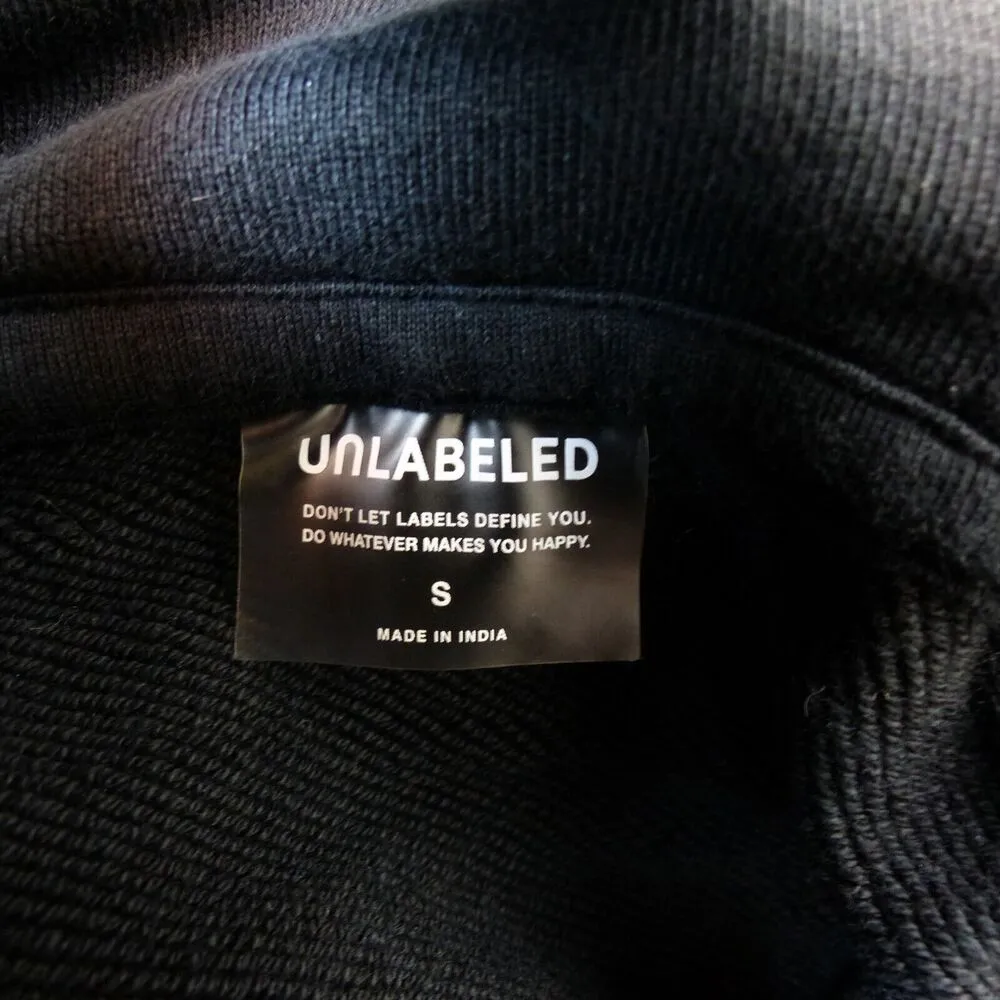 UNLABELED
DON'T LET LABELS DEFINE YOU.
DO WHATEVER MAKES YOU HAPPY.
S
MADE IN INDIA